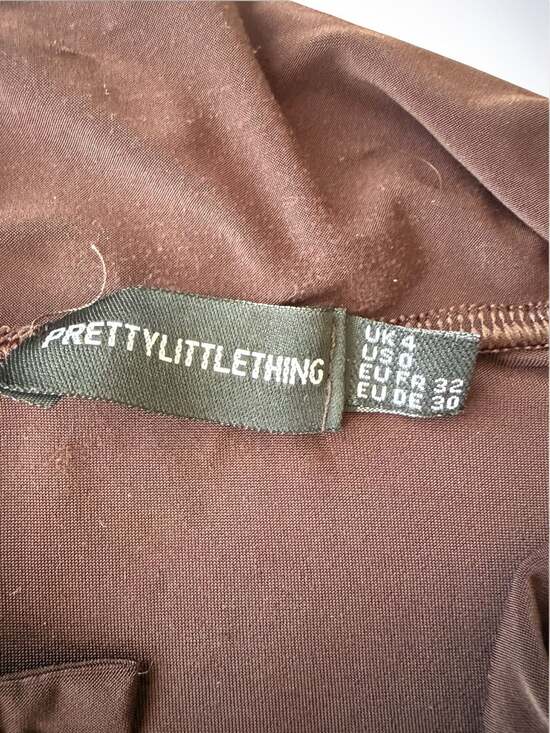 PRETTYLITTLETHING
UK 4
US 0
EU FR 32
EU DE 30